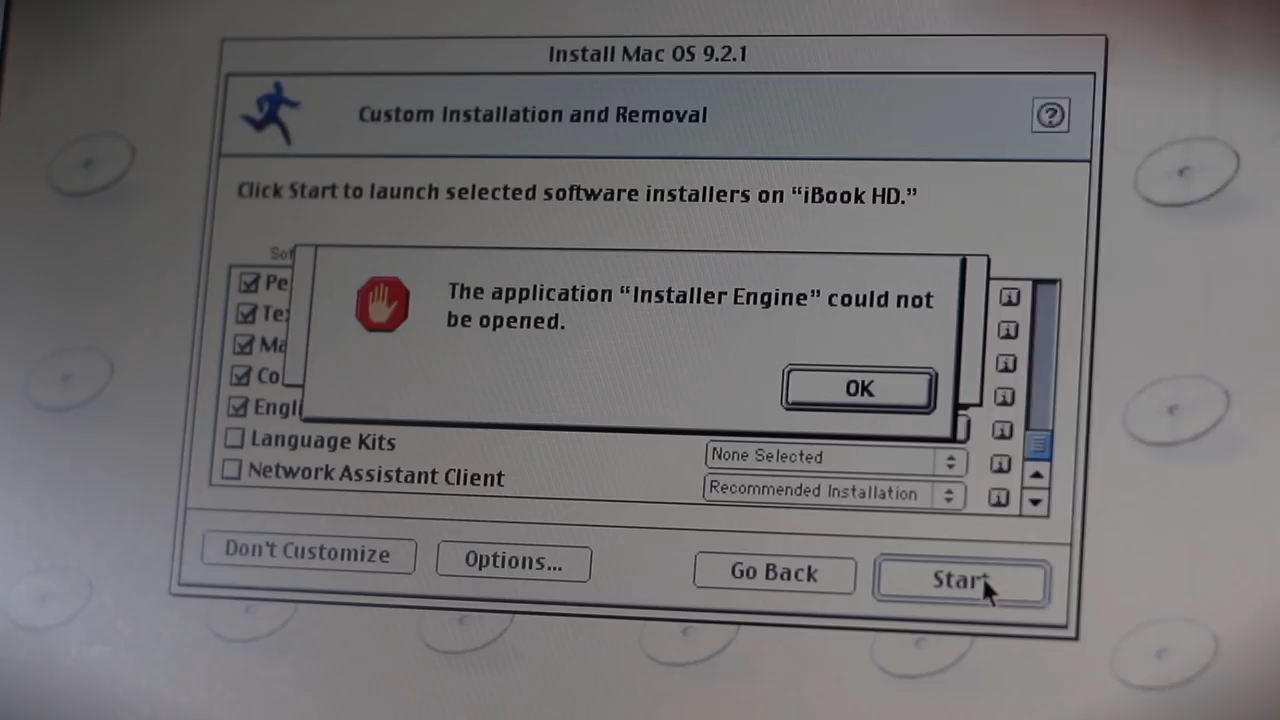 Install Mac OS 9.2.1
Custom Installation and Removal
?
Click Start to launch selected software installers on “iBook HD.”
The application “Installer Engine” could not
be opened.
OK
Language Kits
None Selected
Network Assistant Client
Recommended Installation
Don't Customize
Options...
Go Back
Start